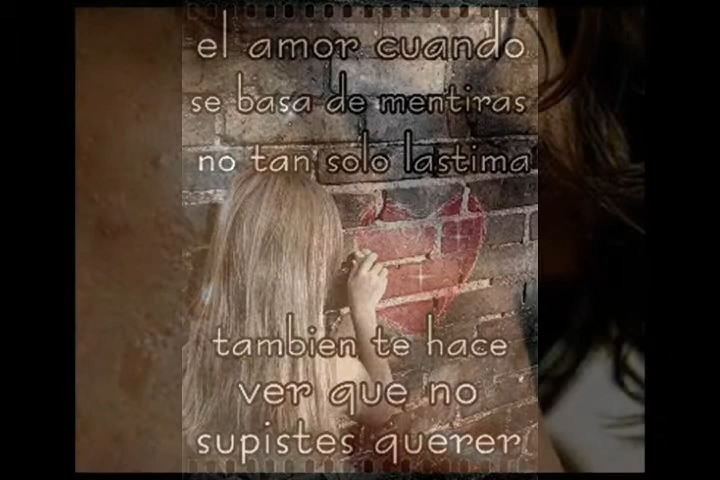 el amor cuando
se basa de mentiras
no tan solo lastima
tambien te hace
ver que no
supistes querer